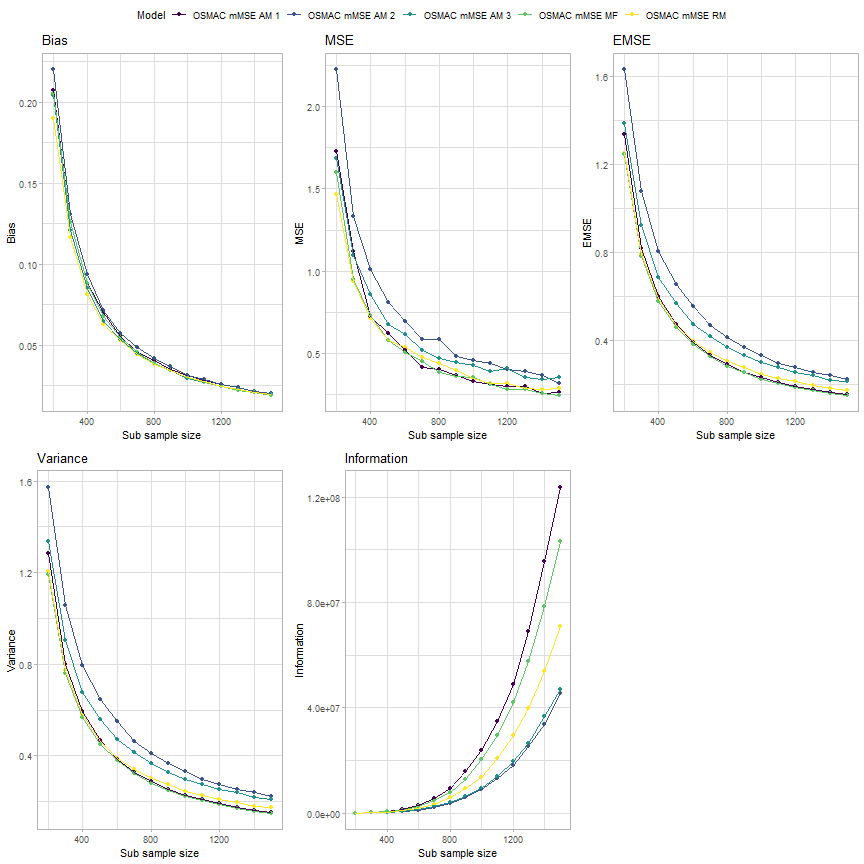 Model OSMAC mMSE AM 1 OSMAC mMSE AM 2 OSMAC mMSE AM 3 OSMAC mMSE MF OSMAC mMSE RM
Bias
Bias
0.20
0.15
0.10
0.05
400 800 1200
Sub sample size
MSE
MSE
2.0
1.5
1.0
0.5
400 800 1200
Sub sample size
EMSE
EMSE
1.6
1.2
0.8
0.4
400 800 1200
Sub sample size
Variance
Variance
1.6
1.2
0.8
0.4
400 800 1200
Sub sample size
Information
Information
1.2e+08
8.0e+07
4.0e+07
0.0e+00
400 800 1200
Sub sample size